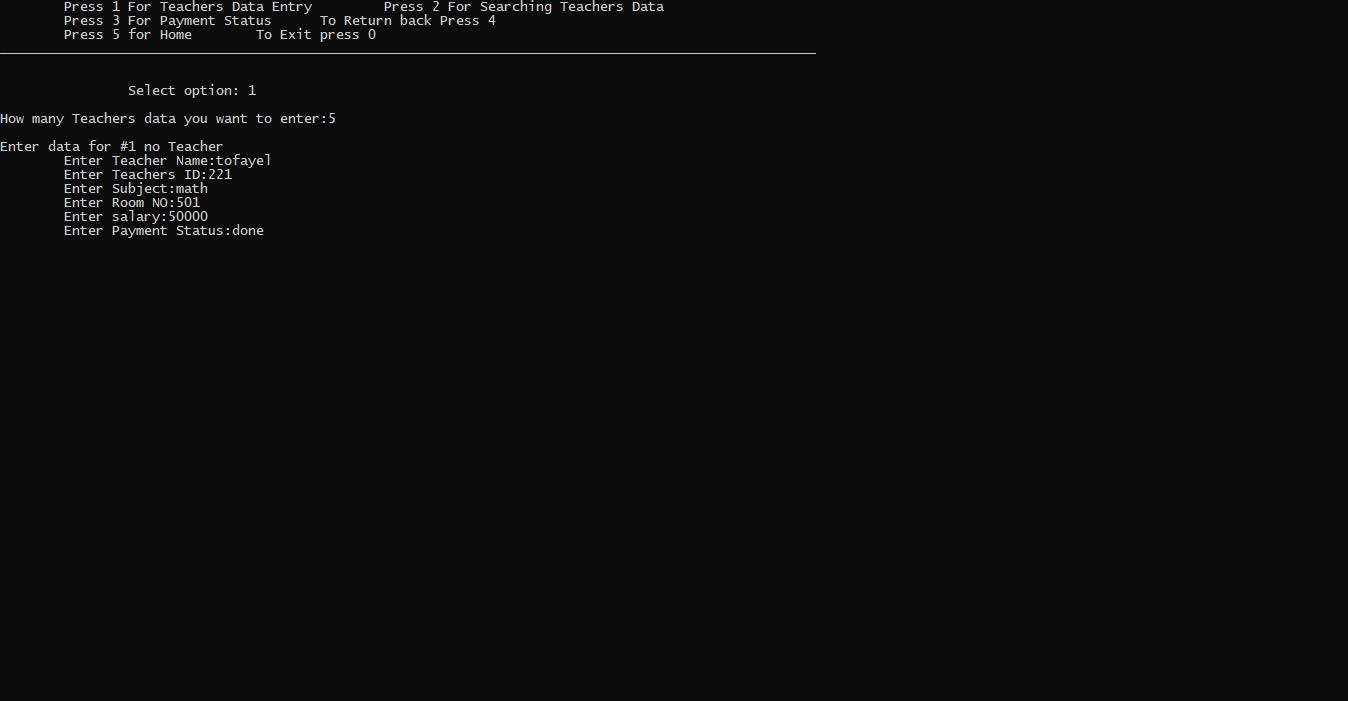 Press 1 For Teachers Data Entry Press 2 For Searching Teachers Data
Press 3 For Payment Status To Return back Press 4
Press 5 for Home To Exit press 0
Select option: 1
How many Teachers data you want to enter:5
Enter data for #1 no Teacher
Enter Teacher Name:tofayel
Enter Teachers ID:221
Enter Subject:math
Enter Room NO:501
Enter salary:50000
Enter Payment Status:done